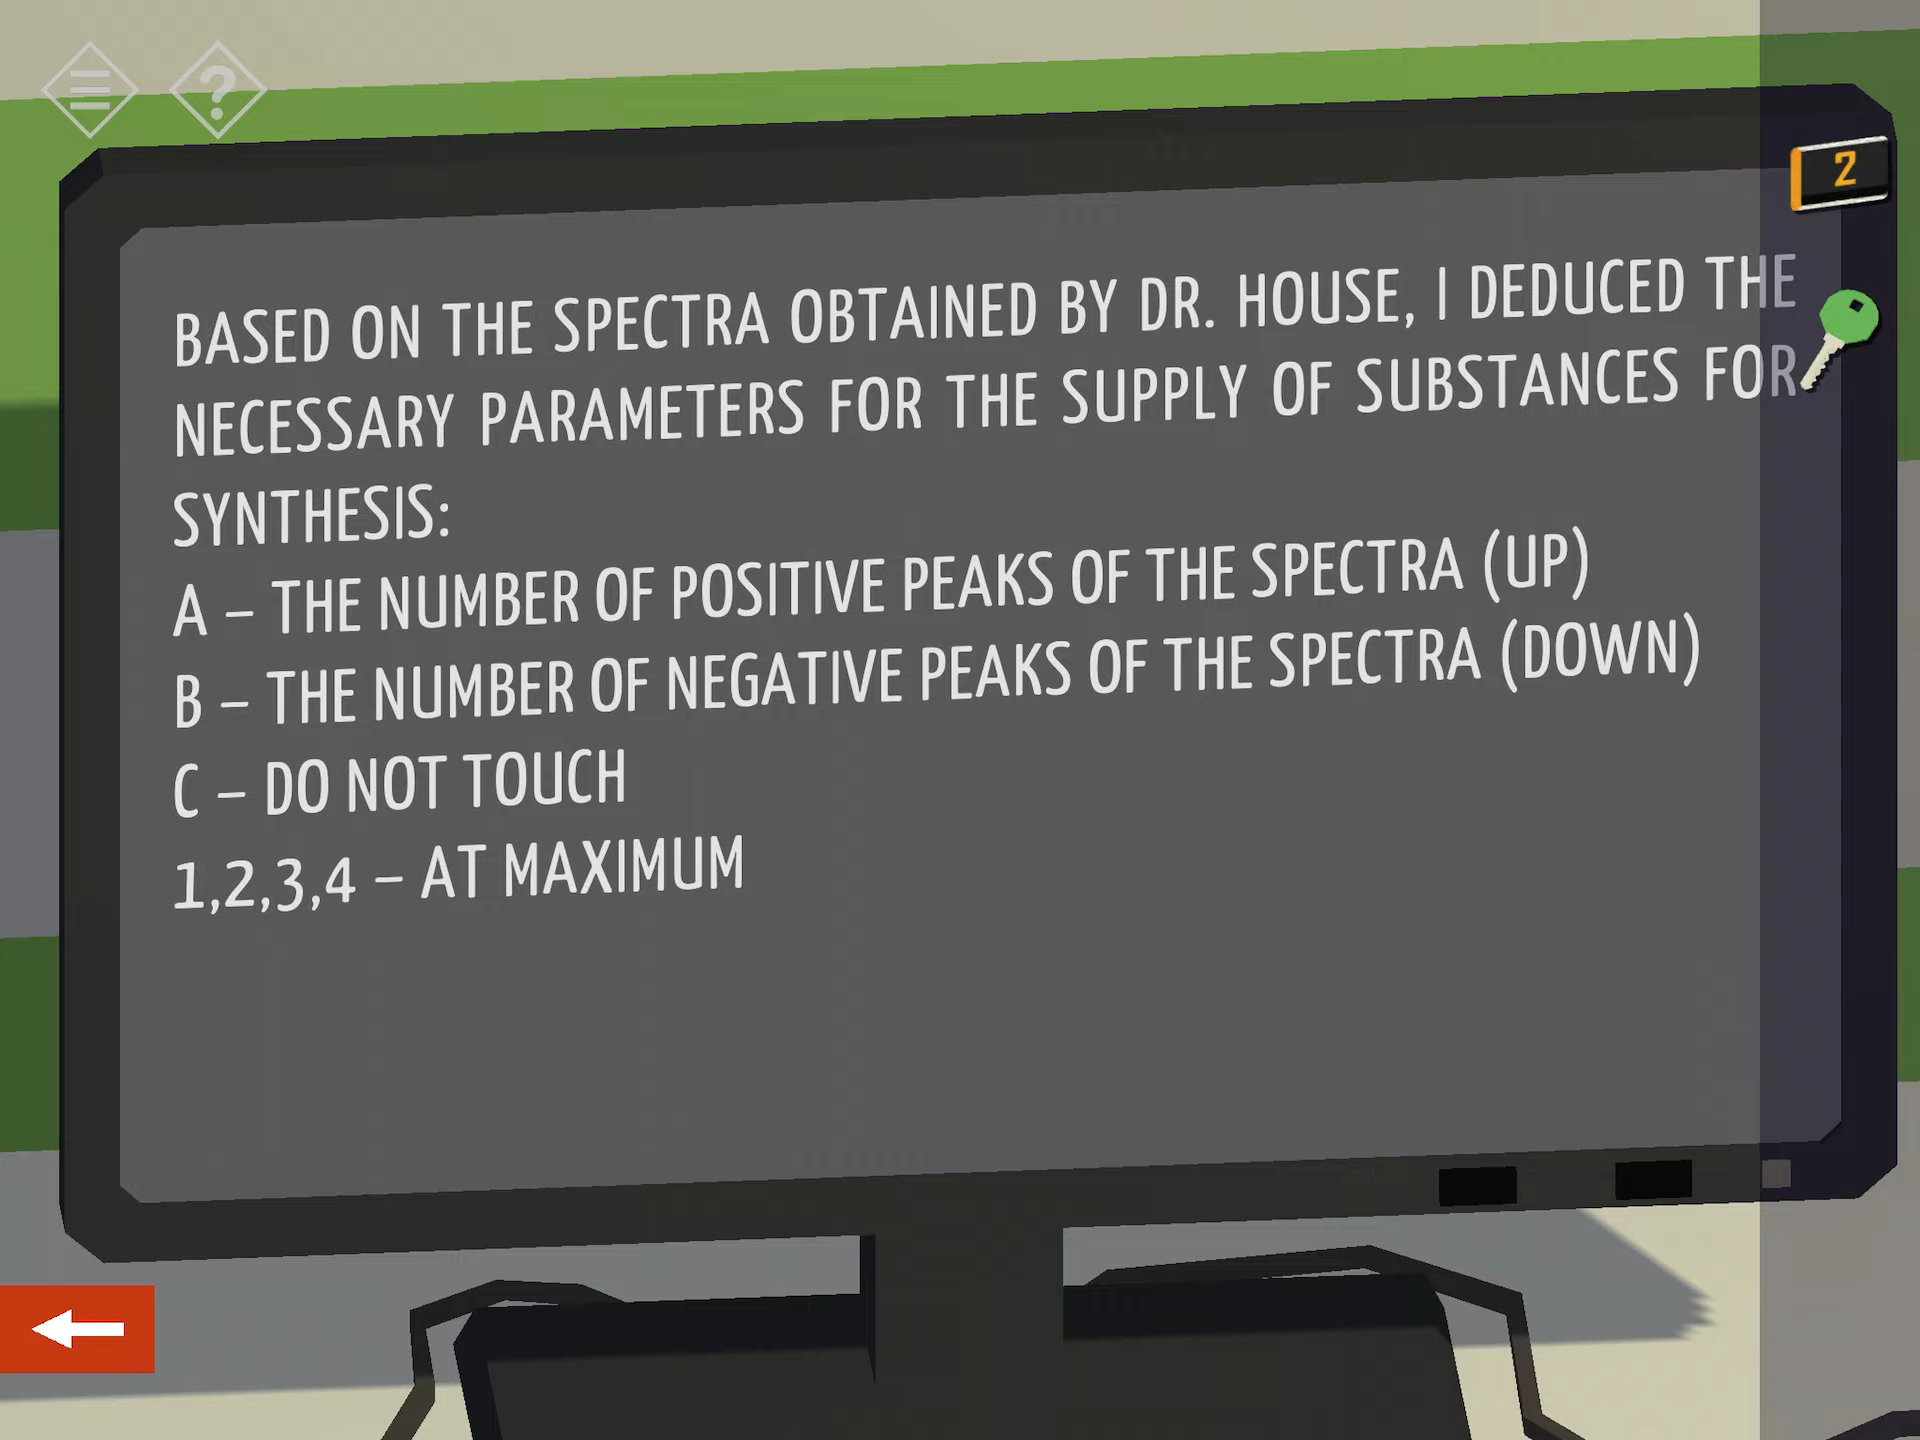 2
BASED ON THE SPECTRA OBTAINED BY DR. HOUSE, I DEDUCED THE
NECESSARY PARAMETERS FOR THE SUPPLY OF SUBSTANCES FOR
SYNTHESIS:
A – THE NUMBER OF POSITIVE PEAKS OF THE SPECTRA (UP)
B – THE NUMBER OF NEGATIVE PEAKS OF THE SPECTRA (DOWN)
C – DO NOT TOUCH
1,2,3,4 – AT MAXIMUM